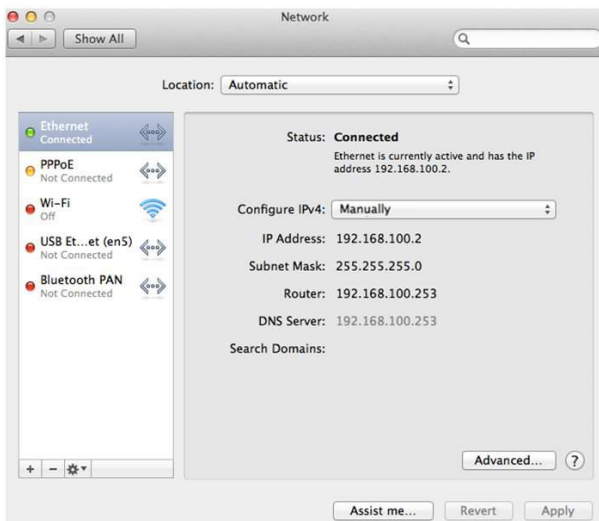 Network
Show All
Location: Automatic
Ethernet
Connected
PPPoE
Not Connected
Wi-Fi
Off
USB Et...et (en5)
Not Connected
Bluetooth PAN
Not Connected
Status: Connected
Ethernet is currently active and has the IP
address 192.168.100.2.
Configure IPv4: Manually
IP Address: 192.168.100.2
Subnet Mask: 255.255.255.0
Router: 192.168.100.253
DNS Server: 192.168.100.253
Search Domains:
+ −
Advanced... ?
Assist me... Revert Apply